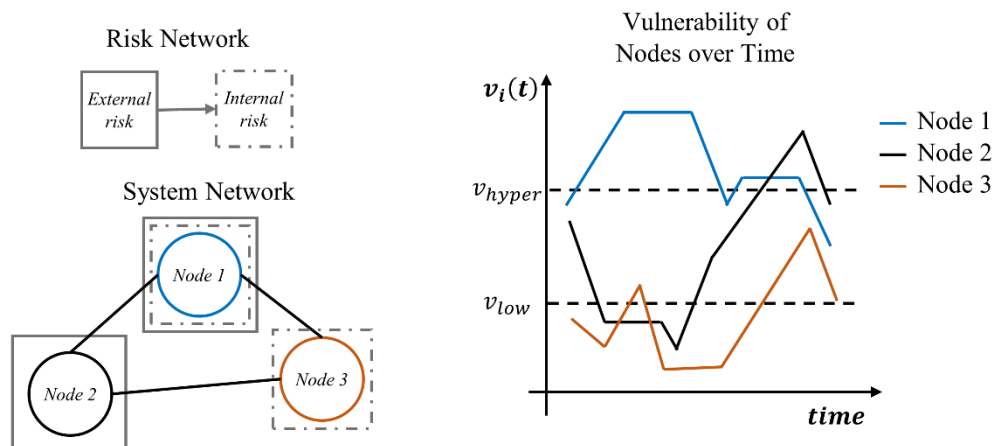 Risk Network
External
risk
Internal
risk
System Network
Node 1
Node 2
Node 3
Vulnerability of
Nodes over Time
v_i(t)
v_hyper
v_low
time
Node 1
Node 2
Node 3